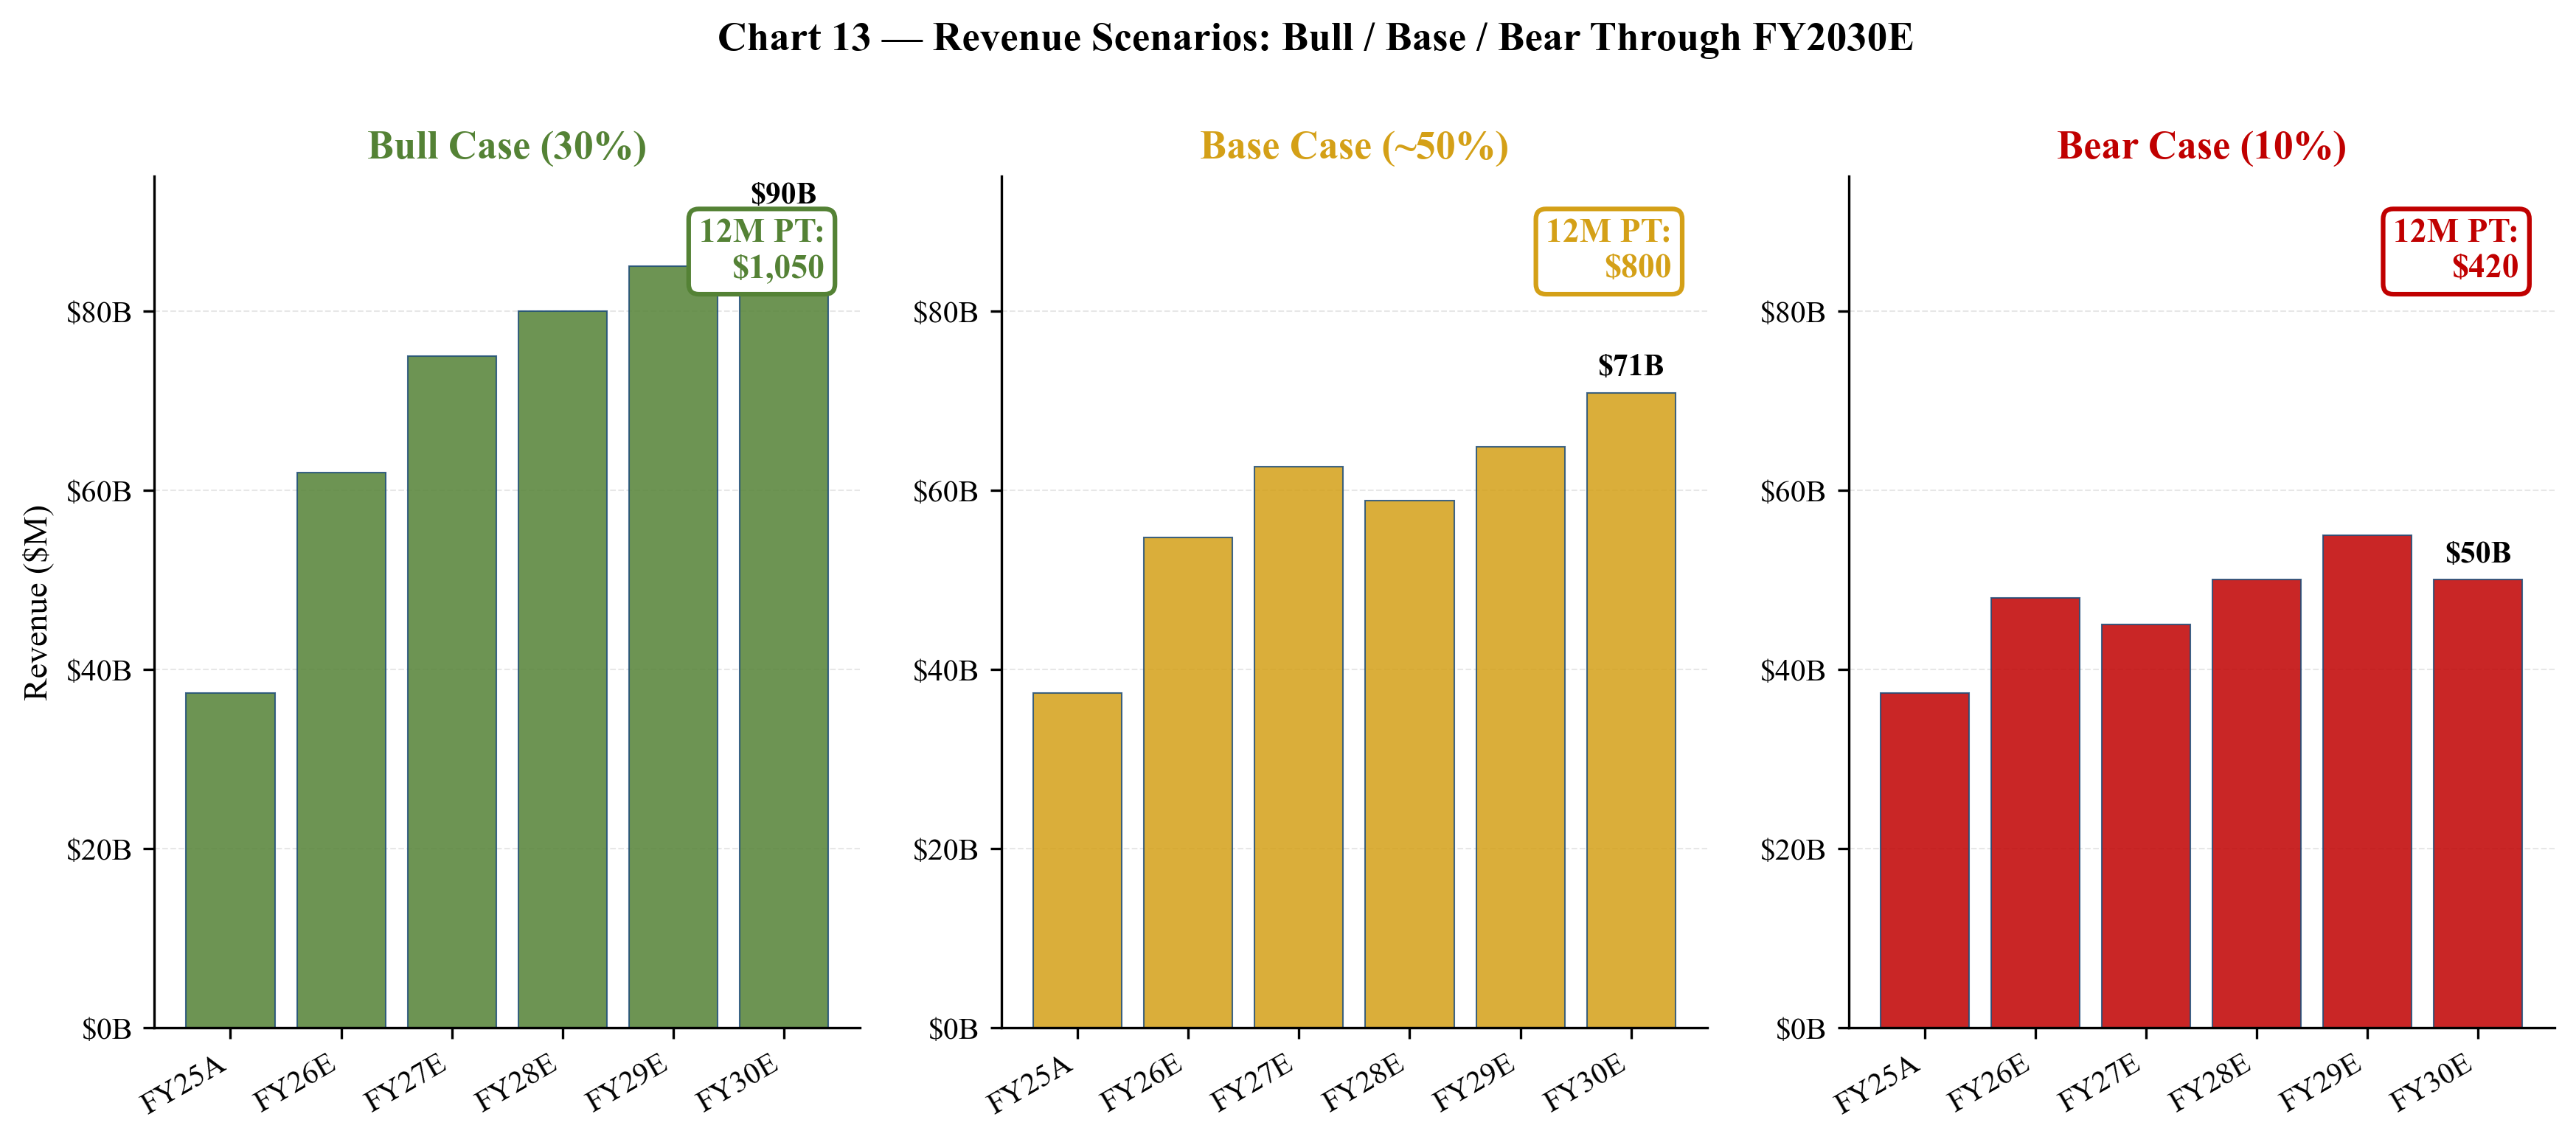 Chart 13 — Revenue Scenarios: Bull / Base / Bear Through FY2030E
Bull Case (30%)
Revenue ($M)
$80B
$60B
$40B
$20B
$0B
$90B
12M PT:
$1,050
FY25A
FY26E
FY27E
FY28E
FY29E
FY30E
Base Case (~50%)
$80B
$60B
$40B
$20B
$0B
12M PT:
$800
$71B
FY25A
FY26E
FY27E
FY28E
FY29E
FY30E
Bear Case (10%)
$80B
$60B
$40B
$20B
$0B
12M PT:
$420
$50B
FY25A
FY26E
FY27E
FY28E
FY29E
FY30E